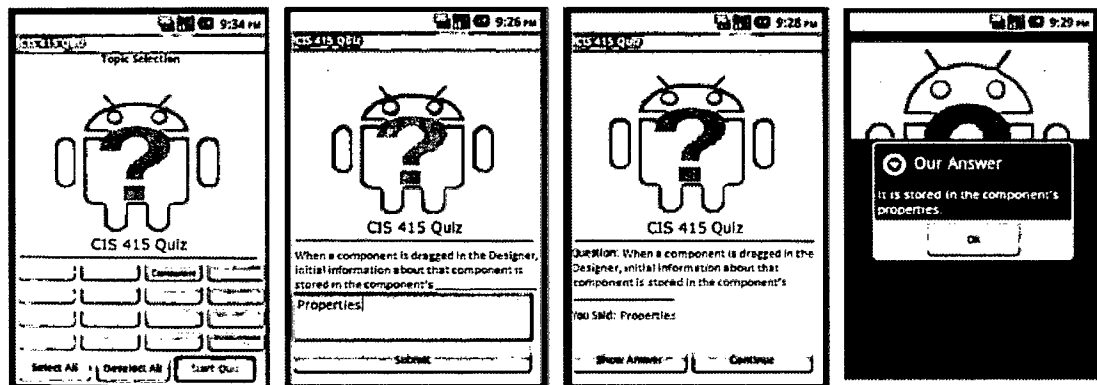 9:34 PM
CIS 415 Quiz
Topic Selection
CIS 415 Quiz
Component
Select All Deselect All Start Quiz
9:26 PM
CIS 415 Quiz
CIS 415 Quiz
When a component is dragged in the Designer,
initial information about that component is
stored in the component's
Properties
Submit
9:28 PM
CIS 415 Quiz
CIS 415 Quiz
Question: When a component is dragged in the
Designer, initial information about that
component is stored in the component's
You Said: Properties
Show Answer Continue
9:29 PM
Our Answer
It is stored in the component's
properties.
OK